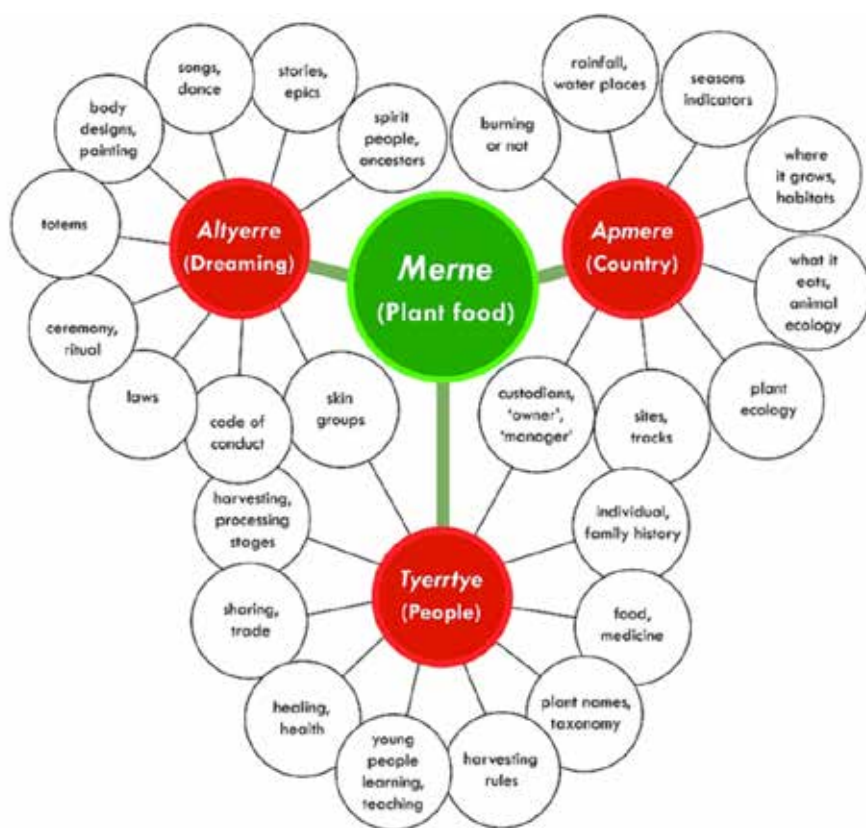 songs,
dance
stories,
epics
body
designs,
painting
spirit
people,
ancestors
totems
Altyerre
(Dreaming)
ceremony,
ritual
laws
code of
conduct
skin
groups
Merne
(Plant food)
rainfall,
water places
seasons
indicators
burning
or not
where
it grows,
habitats
Apmere
(Country)
what it
eats,
animal
ecology
plant
ecology
sites,
tracks
custodians,
'owner',
'manager'
harvesting,
processing
stages
individual,
family history
Tyerrtye
(People)
sharing,
trade
food,
medicine
healing,
health
plant names,
taxonomy
young
people
learning,
teaching
harvesting
rules